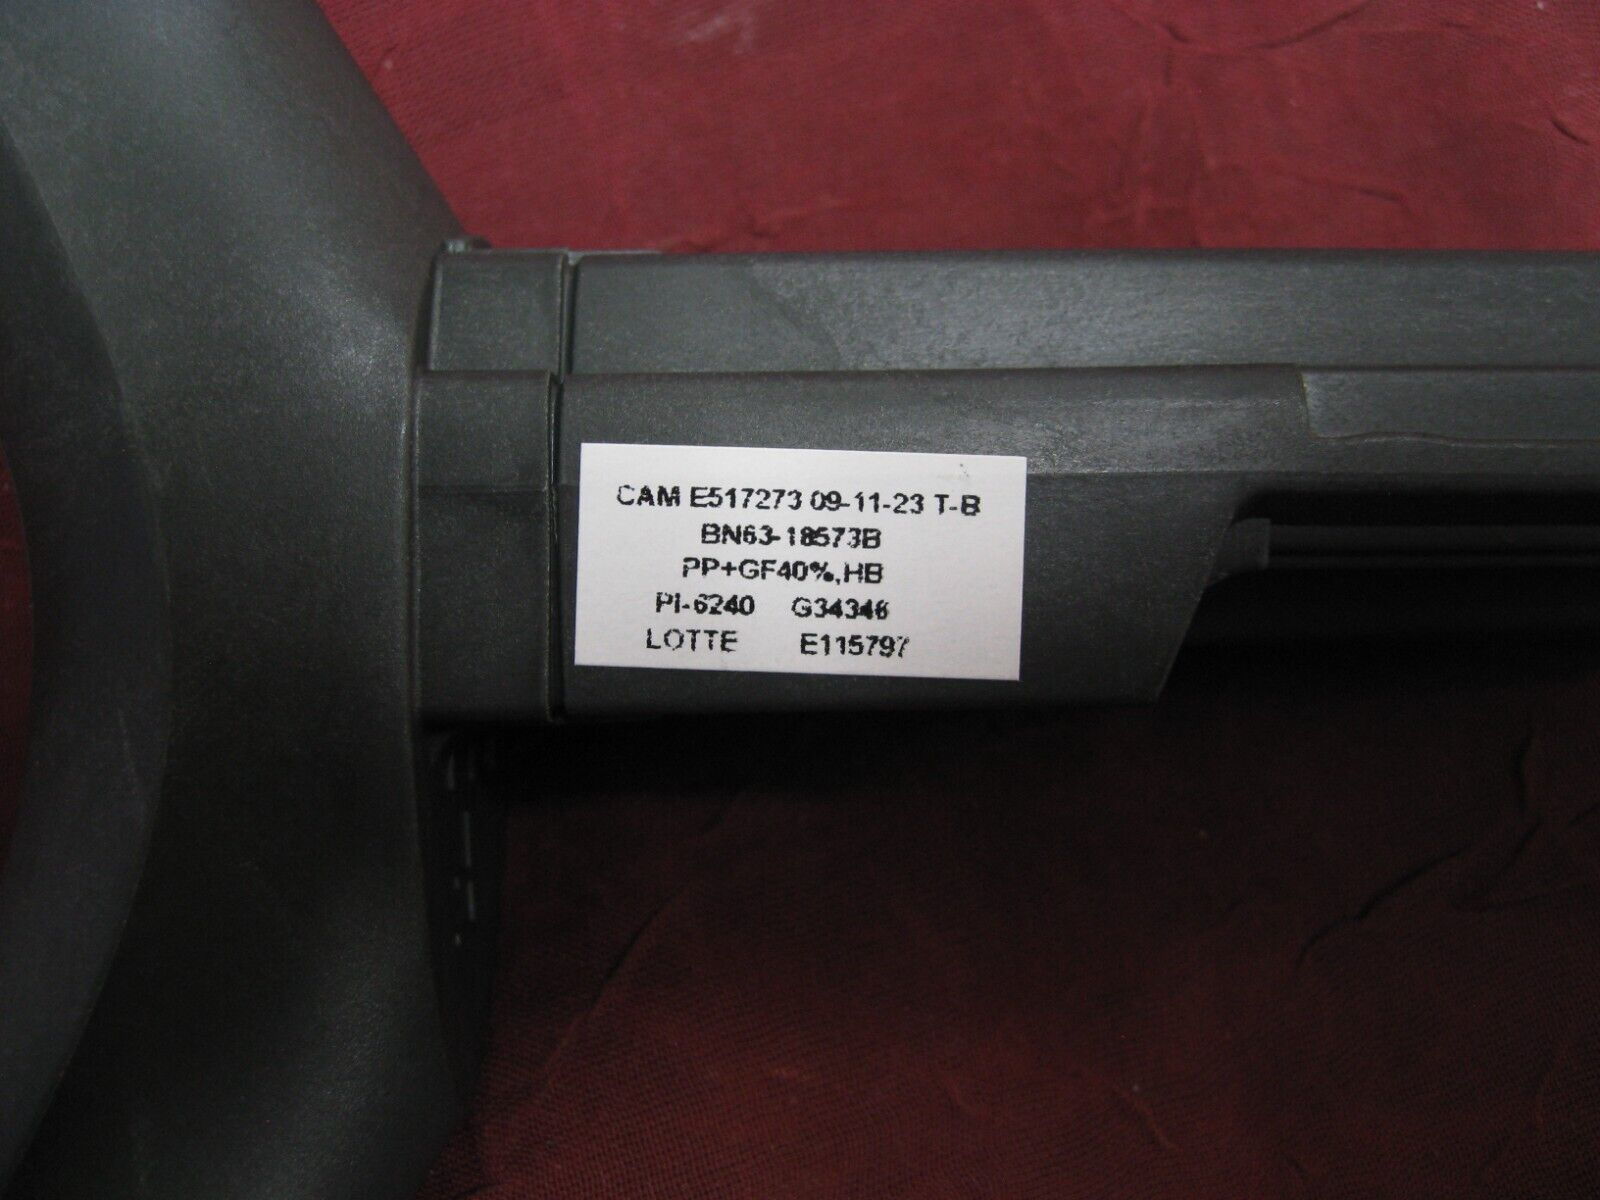 CAM E517273 09-11-23 T-B
BN63-18573B
PP+GF40%,HB
PI-6240 G34346
LOTTE E115797